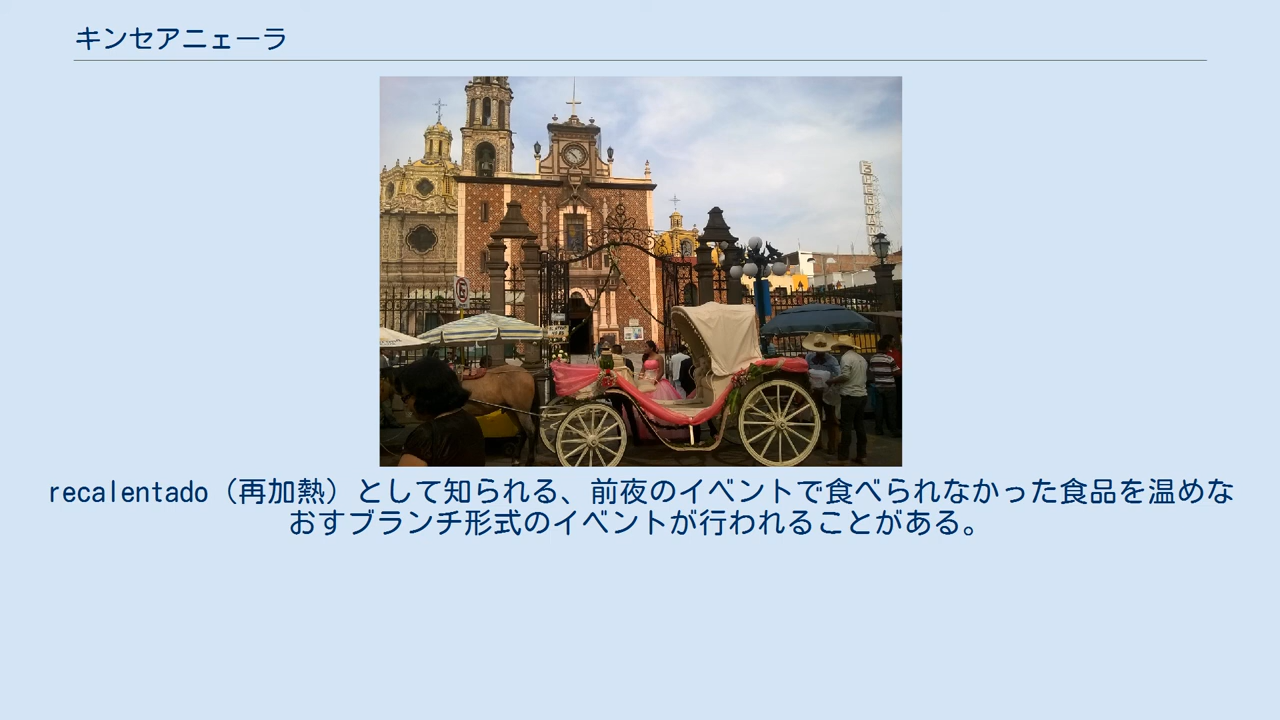 キンセアニェーラ
recalentado（再加熱）として知られる、前夜のイベントで食べられなかった食品を温めな
おすブランチ形式のイベントが行われることがある。